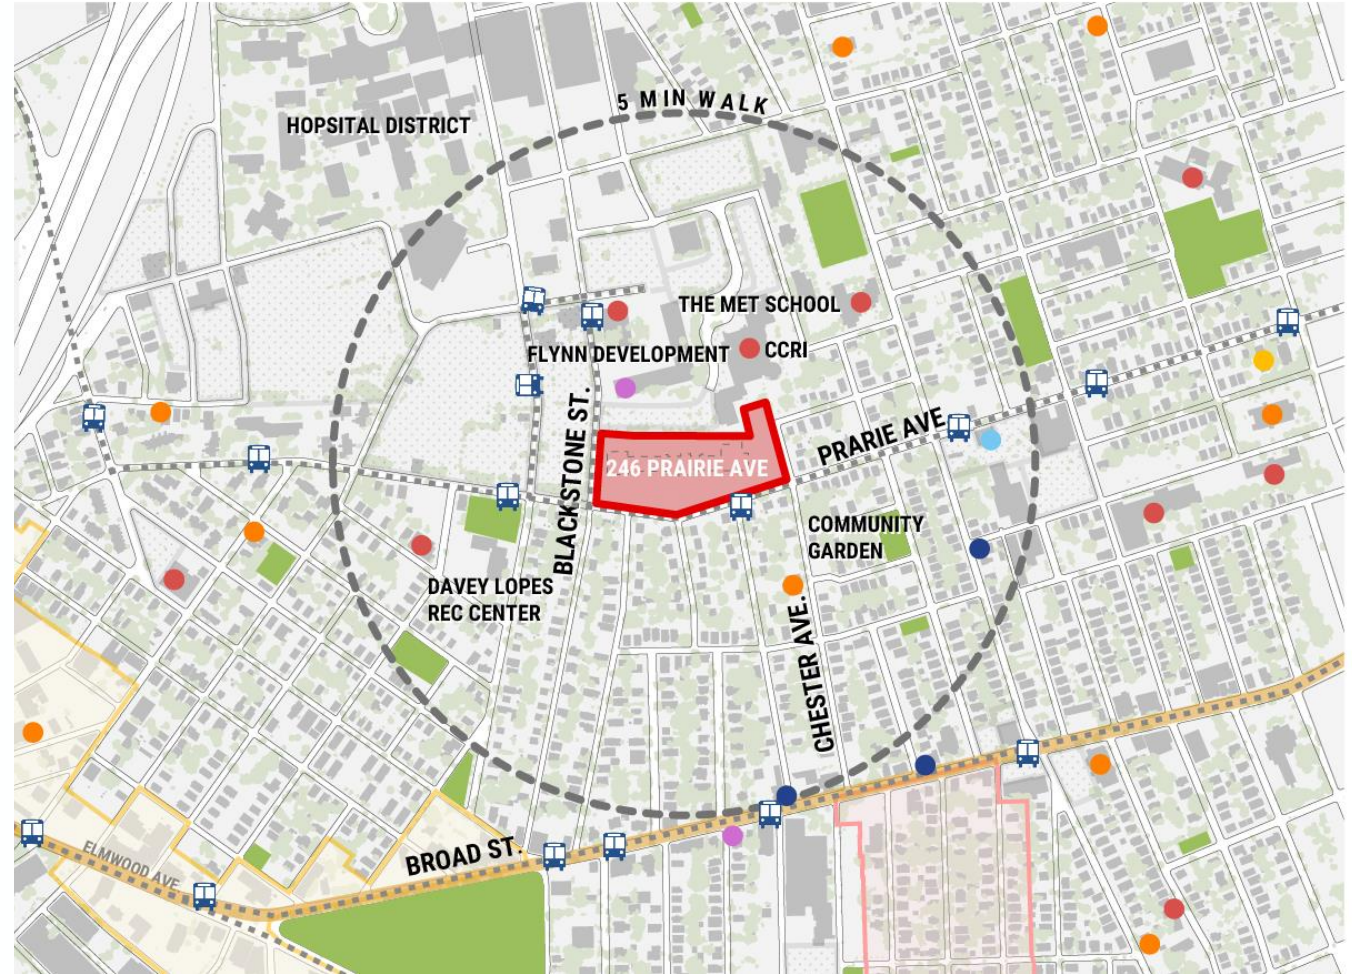 5 MIN WALK
HOPSITAL DISTRICT
THE MET SCHOOL
FLYNN DEVELOPMENT
CCRI
BLACKSTONE ST.
PRARIE AVE
246 PRAIRIE AVE
COMMUNITY
GARDEN
DAVEY LOPES
REC CENTER
CHESTER AVE.
BROAD ST.
ELMWOOD AVE